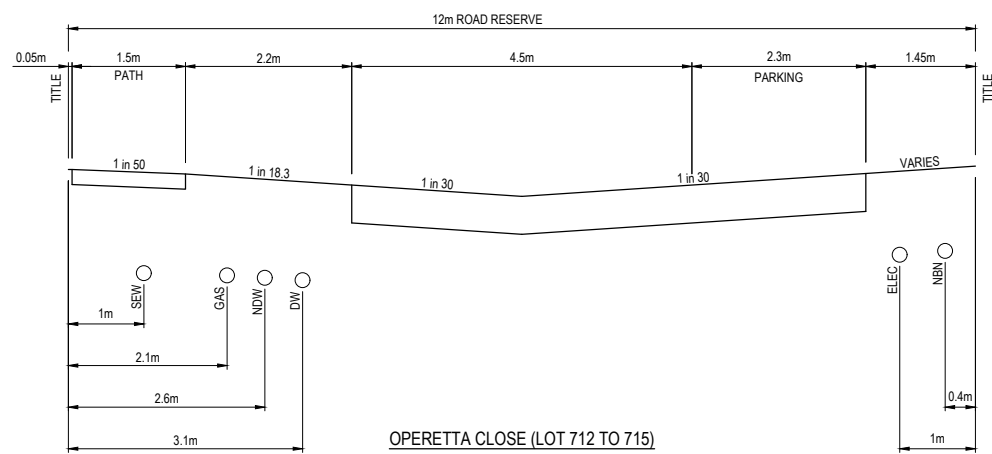 12m ROAD RESERVE
0.05m
1.5m
2.2m
4.5m
2.3m
1.45m
PATH
PARKING
TITLE
TITLE
1 in 50
1 in 18.3
1 in 30
1 in 30
VARIES
SEW
GAS
NDW
DW
ELEC
NBN
1m
2.1m
2.6m
0.4m
3.1m
OPERETTA CLOSE (LOT 712 TO 715)
1m